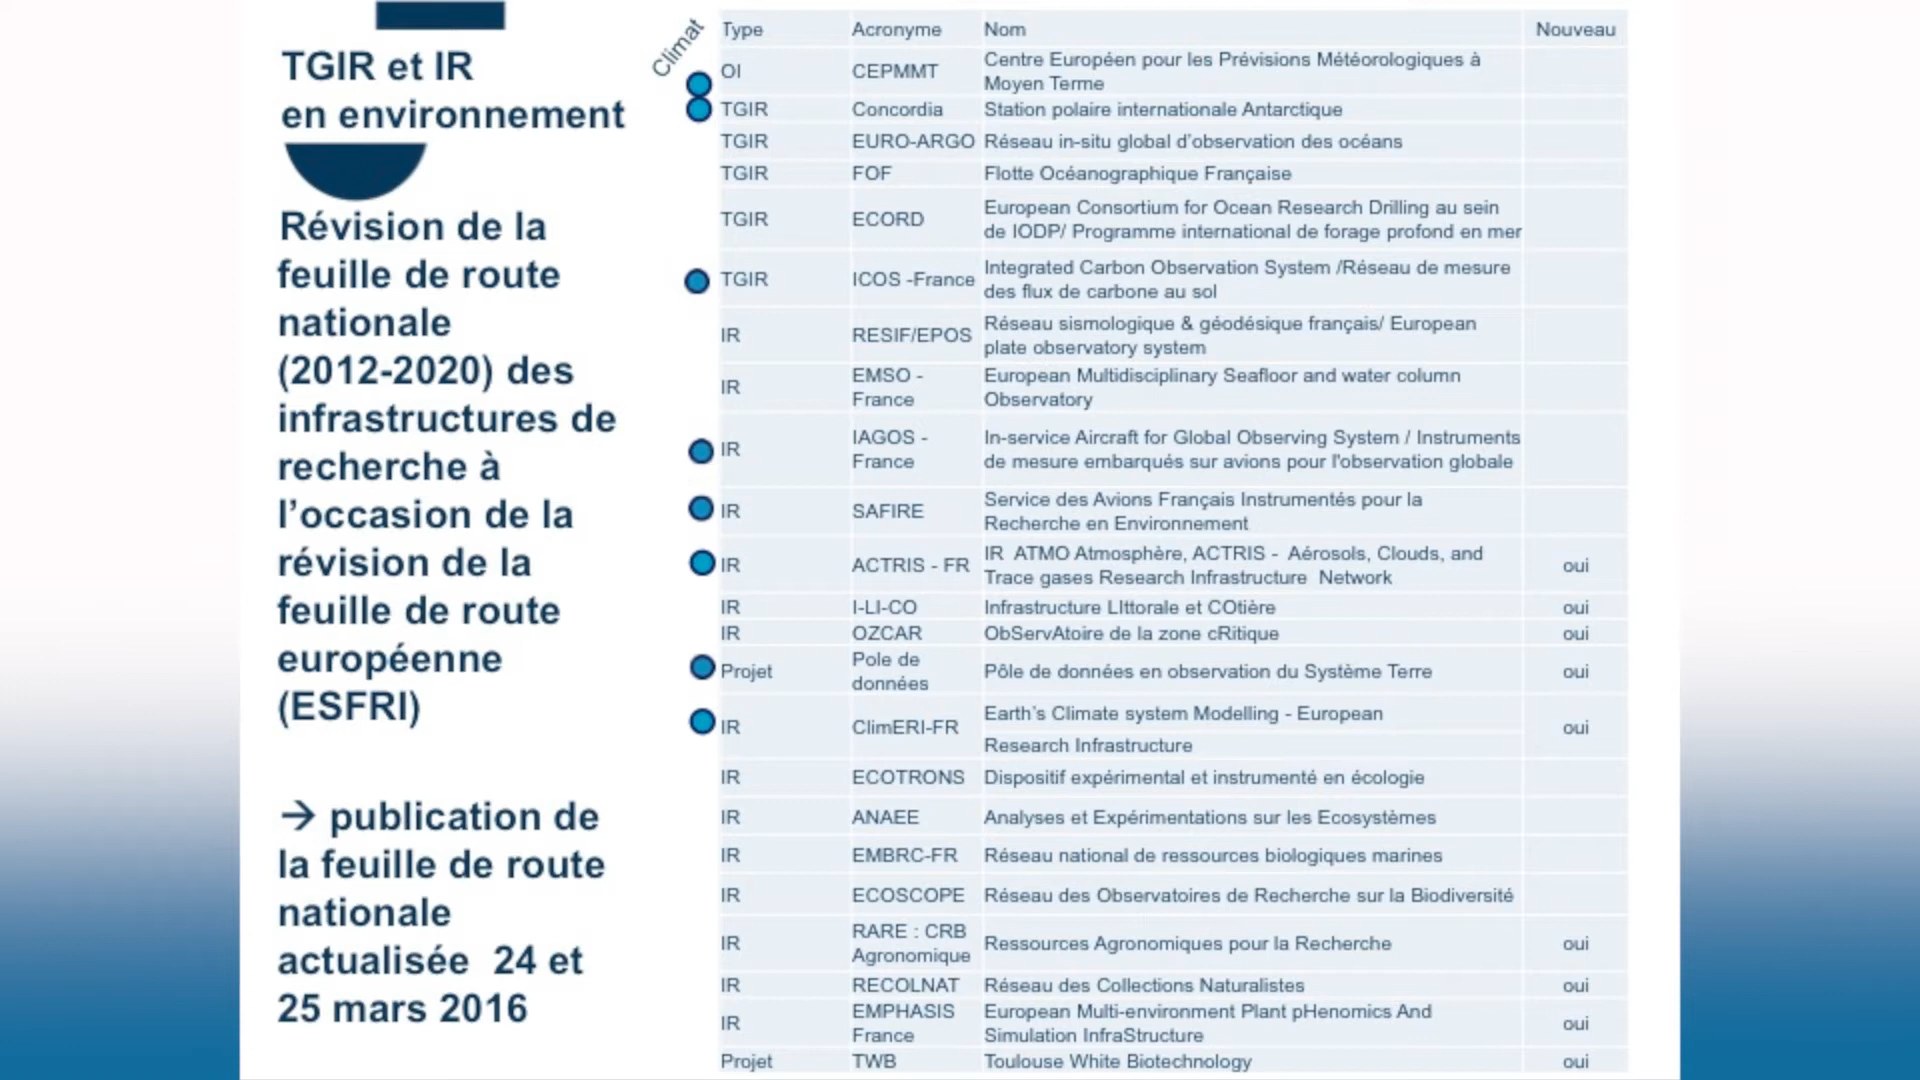 TGIR et IR
en environnement
Révision de la
feuille de route
nationale
(2012-2020) des
infrastructures de
recherche à
l’occasion de la
révision de la
feuille de route
européenne
(ESFRI)
→ publication de
la feuille de route
nationale
actualisée 24 et
25 mars 2016
Climat
Type Acronyme Nom Nouveau
OI CEPMMT Centre Européen pour les Prévisions Météorologiques à
Moyen Terme
TGIR Concordia Station polaire internationale Antarctique
TGIR EURO-ARGO Réseau in-situ global d’observation des océans
TGIR FOF Flotte Océanographique Française
TGIR ECORD European Consortium for Ocean Research Drilling au sein
de IODP/ Programme international de forage profond en mer
TGIR ICOS -France Integrated Carbon Observation System /Réseau de mesure
des flux de carbone au sol
IR RESIF/EPOS Réseau sismologique & géodésique français/ European
plate observatory system
IR EMSO - France European Multidisciplinary Seafloor and water column
Observatory
IR IAGOS - France In-service Aircraft for Global Observing System / Instruments
de mesure embarqués sur avions pour l'observation globale
IR SAFIRE Service des Avions Français Instrumentés pour la
Recherche en Environnement
IR ACTRIS - FR IR ATMO Atmosphère, ACTRIS - Aérosols, Clouds, and
Trace gases Research Infrastructure Network oui
IR I-LI-CO Infrastructure LIttorale et COtière oui
IR OZCAR ObServAtoire de la zone cRitique oui
Projet Pole de données Pôle de données en observation du Système Terre oui
IR ClimERI-FR Earth’s Climate system Modelling - European
Research Infrastructure oui
IR ECOTRONS Dispositif expérimental et instrumenté en écologie
IR ANAEE Analyses et Expérimentations sur les Ecosystèmes
IR EMBRC-FR Réseau national de ressources biologiques marines
IR ECOSCOPE Réseau des Observatoires de Recherche sur la Biodiversité
IR RARE : CRB Agronomique Ressources Agronomiques pour la Recherche oui
IR RECOLNAT Réseau des Collections Naturalistes oui
IR EMPHASIS France European Multi-environment Plant pHenomics And
Simulation InfraStructure oui
Projet TWB Toulouse White Biotechnology oui